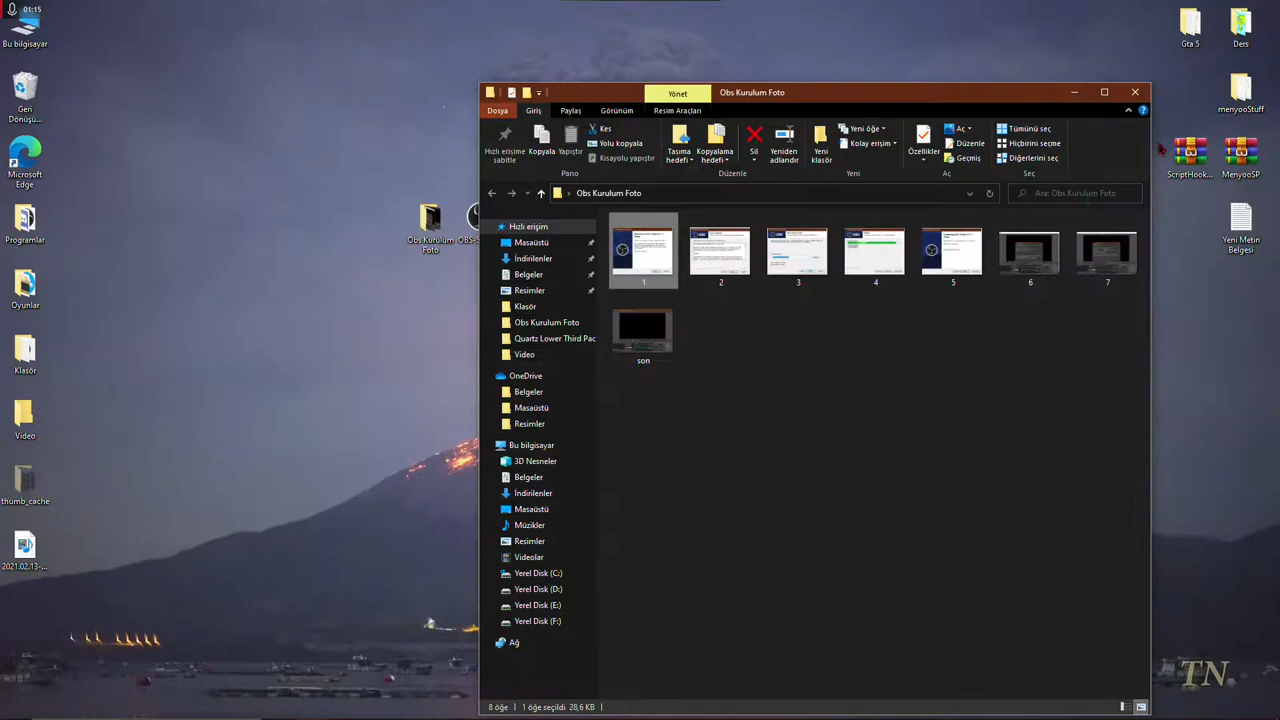 01:15
Bu bilgisayar
Geri Dönüşü...
Microsoft Edge
Programlar
Oyunlar
Klasör
Video
thumb_cache
2021.02.13-...
Obs Kurulum Foto
OBS-S
Gta 5
Ders
menyooStuff
ScriptHook...
MenyooSP
Yeni Metin Belgesi
Yönet
Obs Kurulum Foto
Dosya
Giriş
Paylaş
Görünüm
Resim Araçları
Hızlı erişime sabitle
Kopyala
Yapıştır
Kes
Yolu kopyala
Kısayolu yapıştır
Pano
Taşıma hedefi
Kopyalama hedefi
Sil
Yeniden adlandır
Düzenle
Yeni klasör
Yeni öğe
Kolay erişim
Yeni
Özellikler
Aç
Düzenle
Geçmiş
Aç
Tümünü seç
Hiçbirini seçme
Diğerlerini seç
Seç
Obs Kurulum Foto
Ara: Obs Kurulum Foto
Hızlı erişim
Masaüstü
İndirilenler
Belgeler
Resimler
Klasör
Obs Kurulum Foto
Quartz Lower Third Pac
Video
OneDrive
Belgeler
Masaüstü
Resimler
Bu bilgisayar
3D Nesneler
Belgeler
İndirilenler
Masaüstü
Müzikler
Resimler
Videolar
Yerel Disk (C:)
Yerel Disk (D:)
Yerel Disk (E:)
Yerel Disk (F:)
Ağ
1
2
3
4
5
6
7
son
8 öğe
1 öğe seçildi 28,6 KB
TN